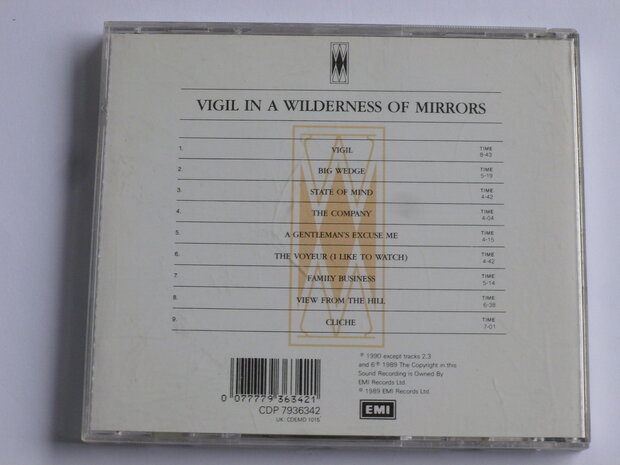 VIGIL IN A WILDERNESS OF MIRRORS
1. VIGIL TIME 8-43
2. BIG WEDGE TIME 5-19
3. STATE OF MIND TIME 4-42
4. THE COMPANY TIME 4-04
5. A GENTLEMAN'S EXCUSE ME TIME 4-15
6. THE VOYEUR (I LIKE TO WATCH) TIME 4-42
7. FAMILY BUSINESS TIME 5-14
8. VIEW FROM THE HILL TIME 6-38
9. CLICHE TIME 7-01
0 077779 363421
CDP 7936342
UK: CDEMD 1015
℗ 1990 except tracks 2.3
and 6 ℗ 1989 The Copyright in this
Sound Recording is Owned By
EMI Records Ltd.
© 1989 EMI Records Ltd.
EMI